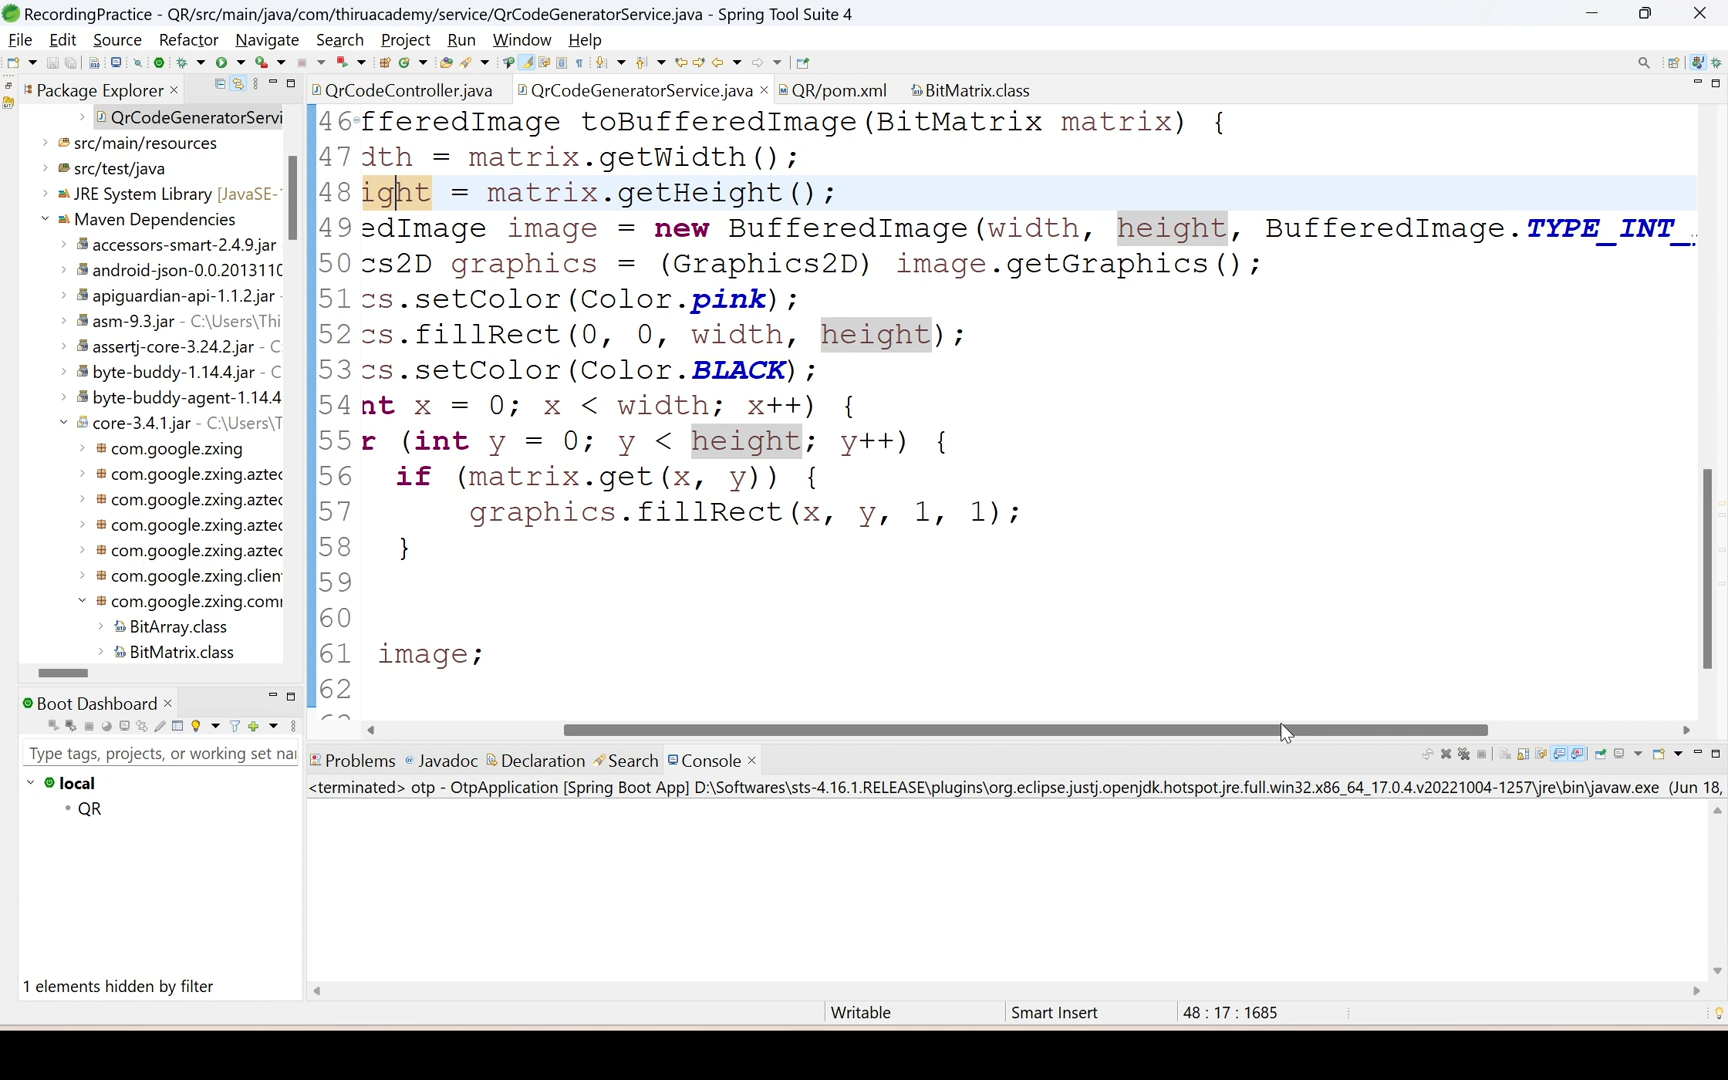 RecordingPractice - QR/src/main/java/com/thiruacademy/service/QrCodeGeneratorService.java - Spring Tool Suite 4
File Edit Source Refactor Navigate Search Project Run Window Help
Package Explorer
QrCodeGeneratorServi
src/main/resources
src/test/java
JRE System Library [JavaSE-
Maven Dependencies
accessors-smart-2.4.9.jar
android-json-0.0.2013110
apiguardian-api-1.1.2.jar
asm-9.3.jar - C:\Users\Thi
assertj-core-3.24.2.jar - C
byte-buddy-1.14.4.jar - C
byte-buddy-agent-1.14.4
core-3.4.1.jar - C:\Users\T
com.google.zxing
com.google.zxing.aztec
com.google.zxing.aztec
com.google.zxing.aztec
com.google.zxing.aztec
com.google.zxing.clien
com.google.zxing.com
BitArray.class
BitMatrix.class
Boot Dashboard
Type tags, projects, or working set na
local
QR
1 elements hidden by filter
QrCodeController.java QrCodeGeneratorService.java QR/pom.xml BitMatrix.class
46 fferedImage toBufferedImage(BitMatrix matrix) {
47 dth = matrix.getWidth();
48 ight = matrix.getHeight();
49 edImage image = new BufferedImage(width, height, BufferedImage.TYPE_INT_
50 cs2D graphics = (Graphics2D) image.getGraphics();
51 cs.setColor(Color.pink);
52 cs.fillRect(0, 0, width, height);
53 cs.setColor(Color.BLACK);
54 nt x = 0; x < width; x++) {
55 r (int y = 0; y < height; y++) {
56 if (matrix.get(x, y)) {
57 graphics.fillRect(x, y, 1, 1);
58 }
59
60
61 image;
62
Problems Javadoc Declaration Search Console
<terminated> otp - OtpApplication [Spring Boot App] D:\Softwares\sts-4.16.1.RELEASE\plugins\org.eclipse.justj.openjdk.hotspot.jre.full.win32.x86_64_17.0.4.v20221004-1257\jre\bin\javaw.exe (Jun 18,
Writable Smart Insert 48 : 17 : 1685